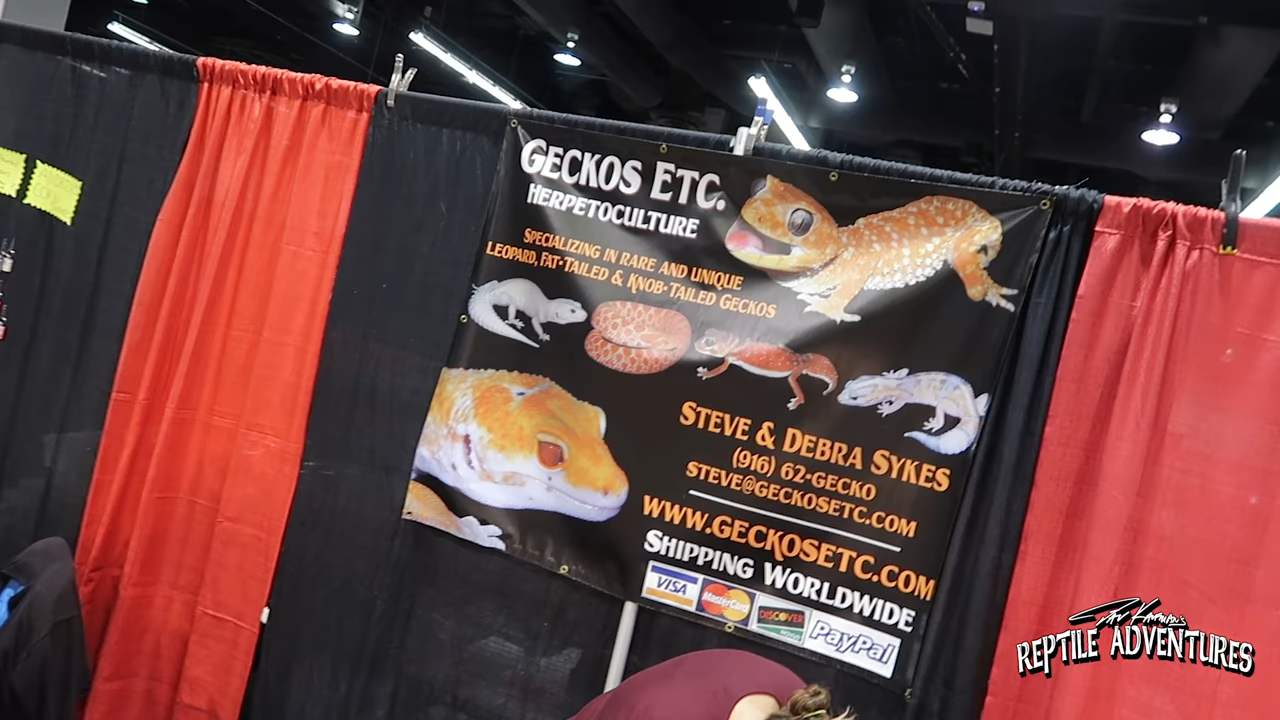 GECKOS ETC.
HERPETOCULTURE
SPECIALIZING IN RARE AND UNIQUE
LEOPARD, FAT-TAILED & KNOB-TAILED GECKOS
STEVE & DEBRA SYKES
(916) 62-GECKO
STEVE@GECKOSETC.COM
WWW.GECKOSETC.COM
SHIPPING WORLDWIDE
VISA MasterCard DISCOVER PayPal
REPTILE ADVENTURES